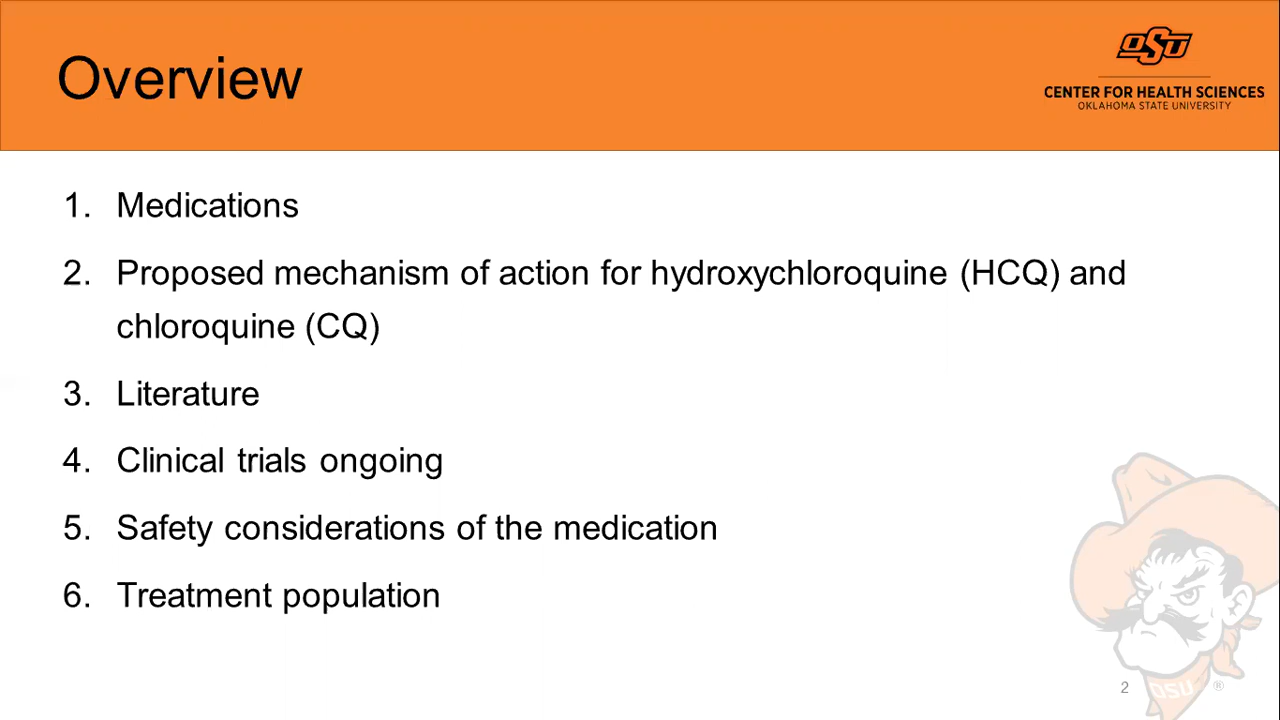 Overview
OSU
CENTER FOR HEALTH SCIENCES
OKLAHOMA STATE UNIVERSITY
1. Medications
2. Proposed mechanism of action for hydroxychloroquine (HCQ) and
chloroquine (CQ)
3. Literature
4. Clinical trials ongoing
5. Safety considerations of the medication
6. Treatment population
2
OSU
®